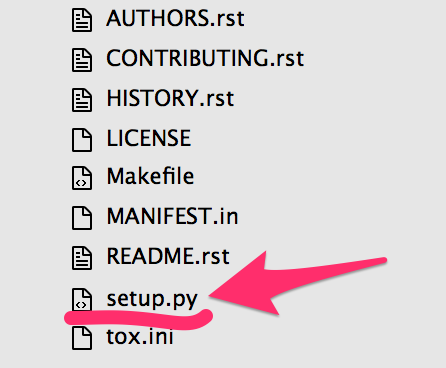 AUTHORS.rst
CONTRIBUTING.rst
HISTORY.rst
LICENSE
Makefile
MANIFEST.in
README.rst
setup.py
tox.ini